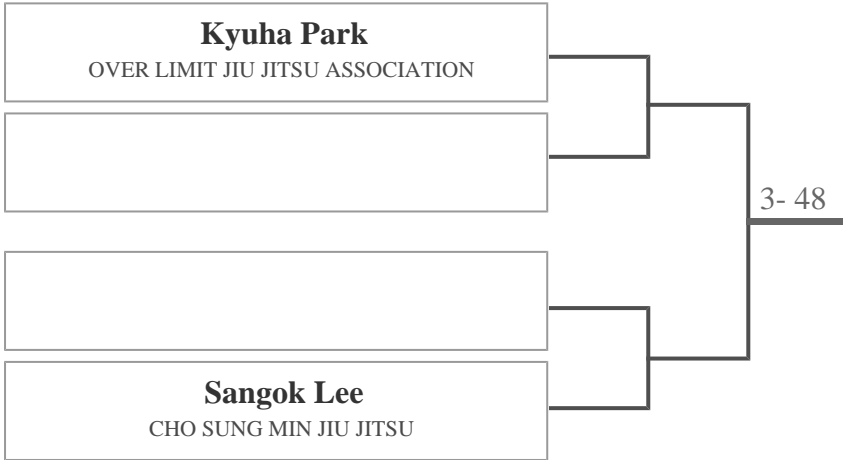 Kyuha Park
OVER LIMIT JIU JITSU ASSOCIATION
3- 48
Sangok Lee
CHO SUNG MIN JIU JITSU